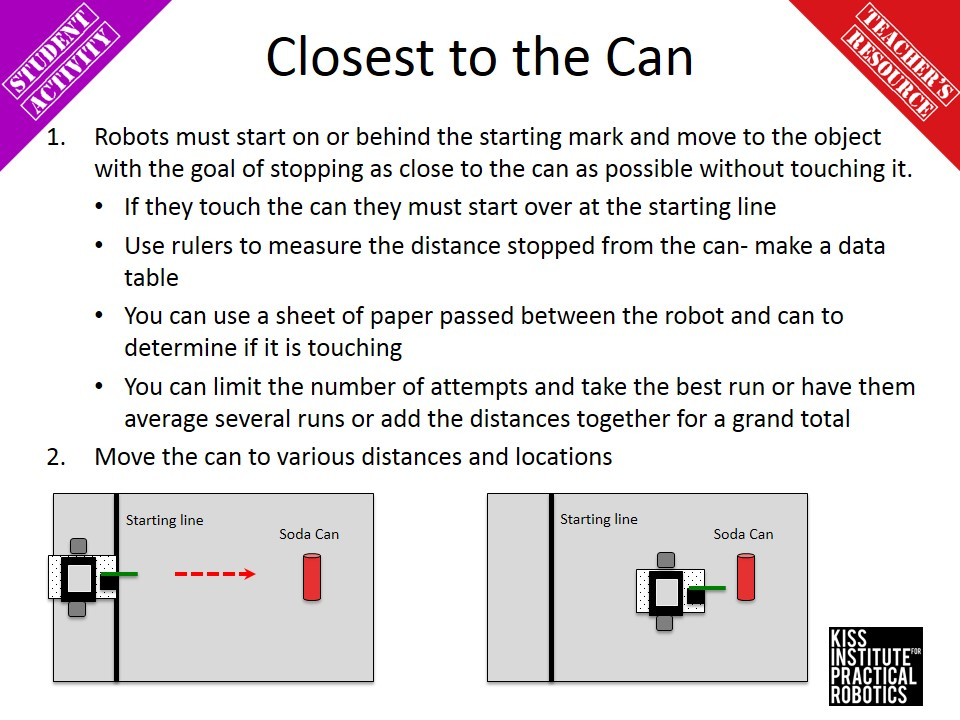 STUDENT
ACTIVITY
TEACHER'S
RESOURCE
Closest to the Can
1. Robots must start on or behind the starting mark and move to the object
with the goal of stopping as close to the can as possible without touching it.
• If they touch the can they must start over at the starting line
• Use rulers to measure the distance stopped from the can- make a data
table
• You can use a sheet of paper passed between the robot and can to
determine if it is touching
• You can limit the number of attempts and take the best run or have them
average several runs or add the distances together for a grand total
2. Move the can to various distances and locations
Starting line
Soda Can
Starting line
Soda Can
KISS
INSTITUTE FOR
PRACTICAL
ROBOTICS